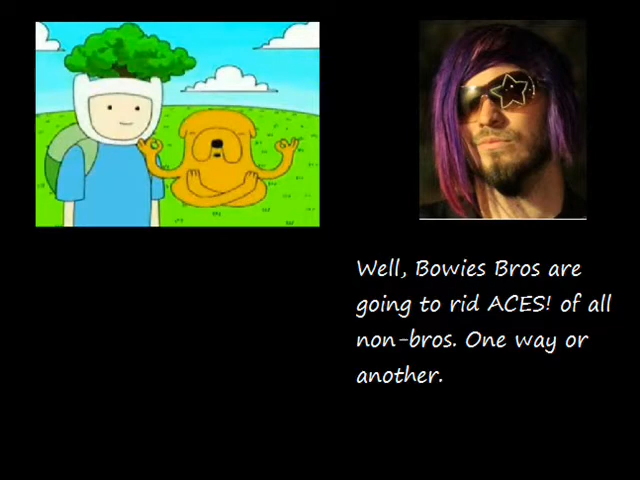 Well, Bowies Bros are
going to rid ACES! of all
non-bros. One way or
another.